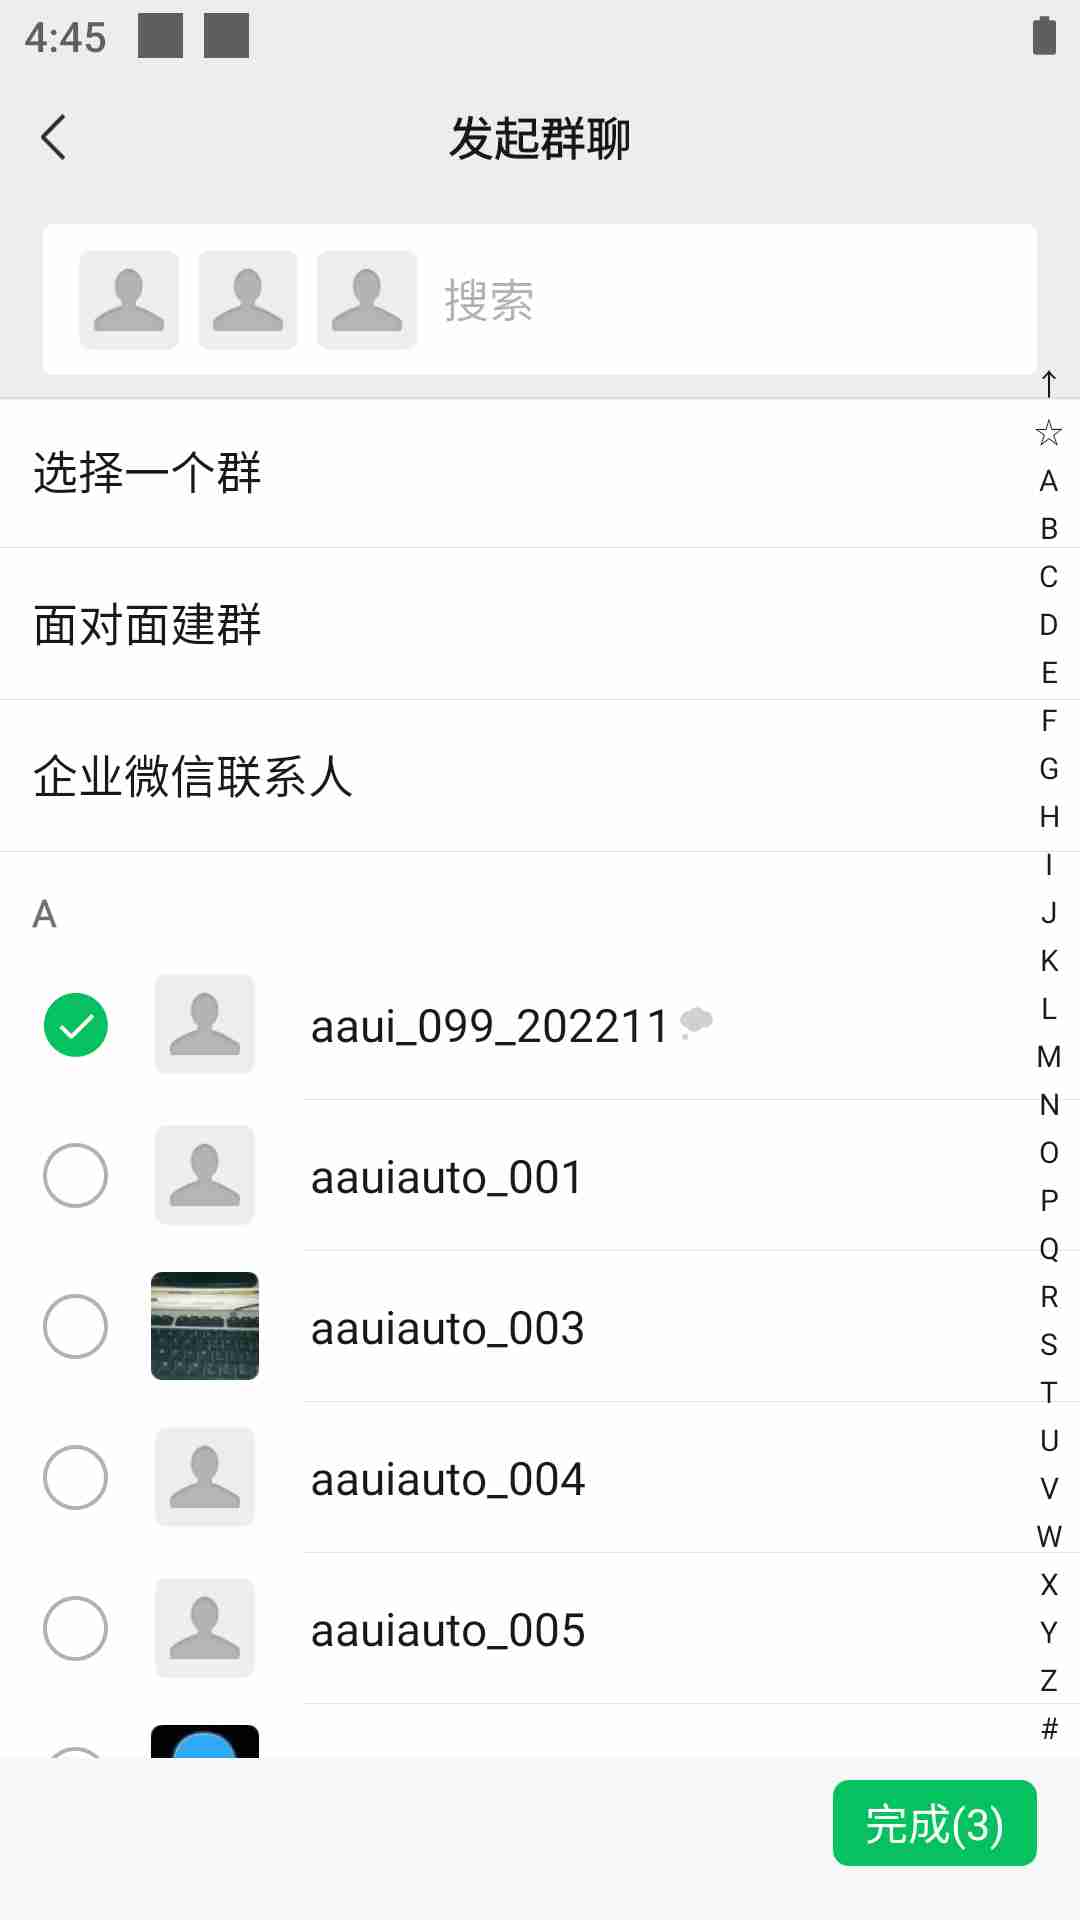 4:45
发起群聊
搜索
↑
☆
选择一个群
面对面建群
企业微信联系人
A
aaui_099_202211
aauiauto_001
aauiauto_003
aauiauto_004
aauiauto_005
A
B
C
D
E
F
G
H
I
J
K
L
M
N
O
P
Q
R
S
T
U
V
W
X
Y
Z
#
完成(3)